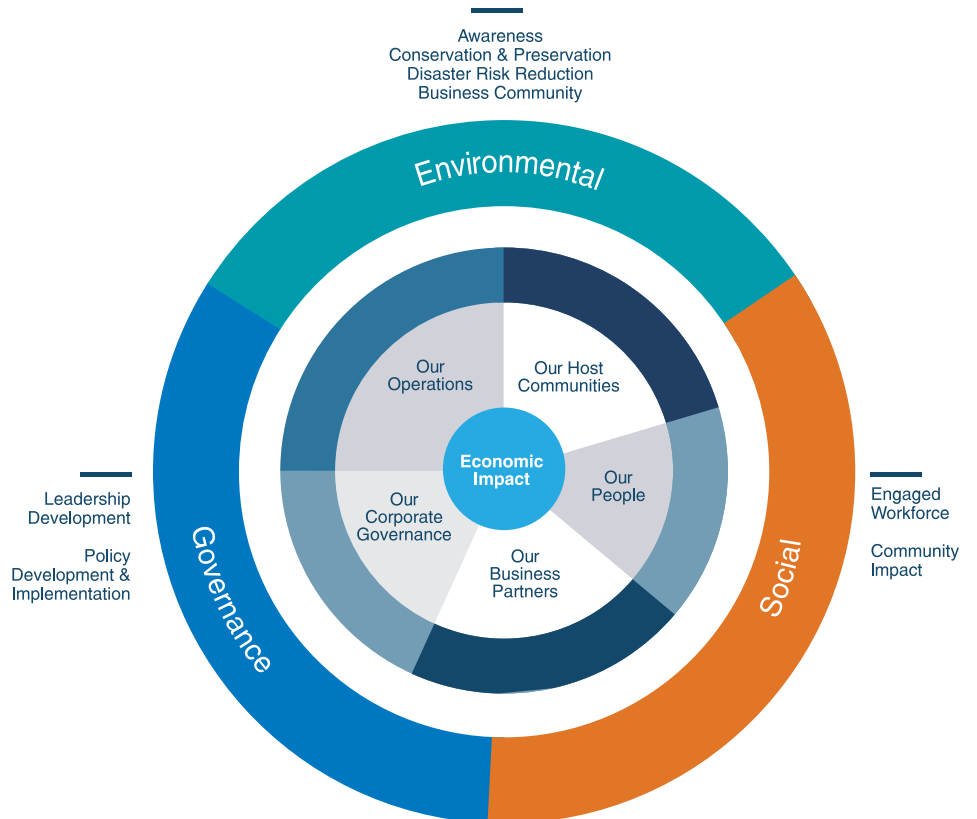 Awareness
Conservation & Preservation
Disaster Risk Reduction
Business Community
Environmental
Our
Operations
Our Host
Communities
Economic
Impact
Our
People
Our
Corporate
Governance
Our
Business
Partners
Leadership
Development
Policy
Development &
Implementation
Governance
Social
Engaged
Workforce
Community
Impact